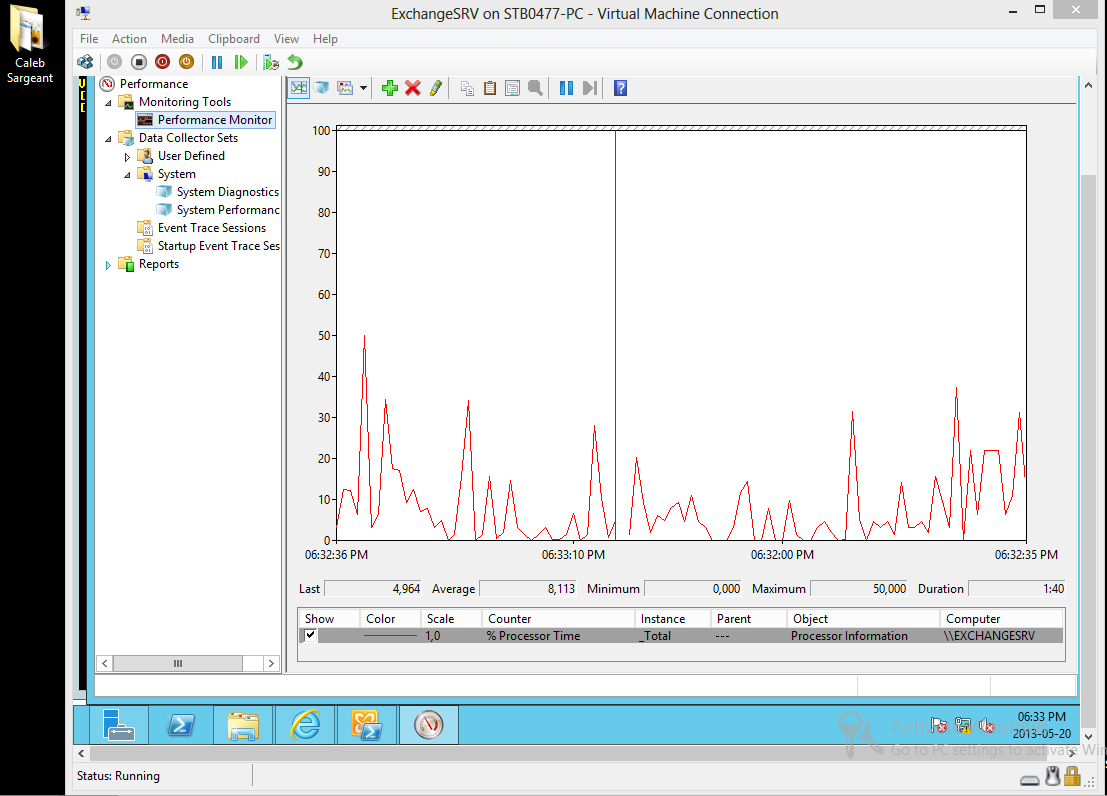 ExchangeSRV on STB0477-PC - Virtual Machine Connection
Caleb
Sargeant
File Action Media Clipboard View Help
Performance
Monitoring Tools
Performance Monitor
Data Collector Sets
User Defined
System
System Diagnostics
System Performanc
Event Trace Sessions
Startup Event Trace Ses
Reports
100
90
80
70
60
50
40
30
20
10
0
06:32:36 PM 06:33:10 PM 06:32:00 PM 06:32:35 PM
Last 4,964 Average 8,113 Minimum 0,000 Maximum 50,000 Duration 1:40
Show Color Scale Counter Instance Parent Object Computer
1,0 % Processor Time _Total --- Processor Information \\EXCHANGESRV
06:33 PM
2013-05-20
Go to PC settings to activate Win
Status: Running